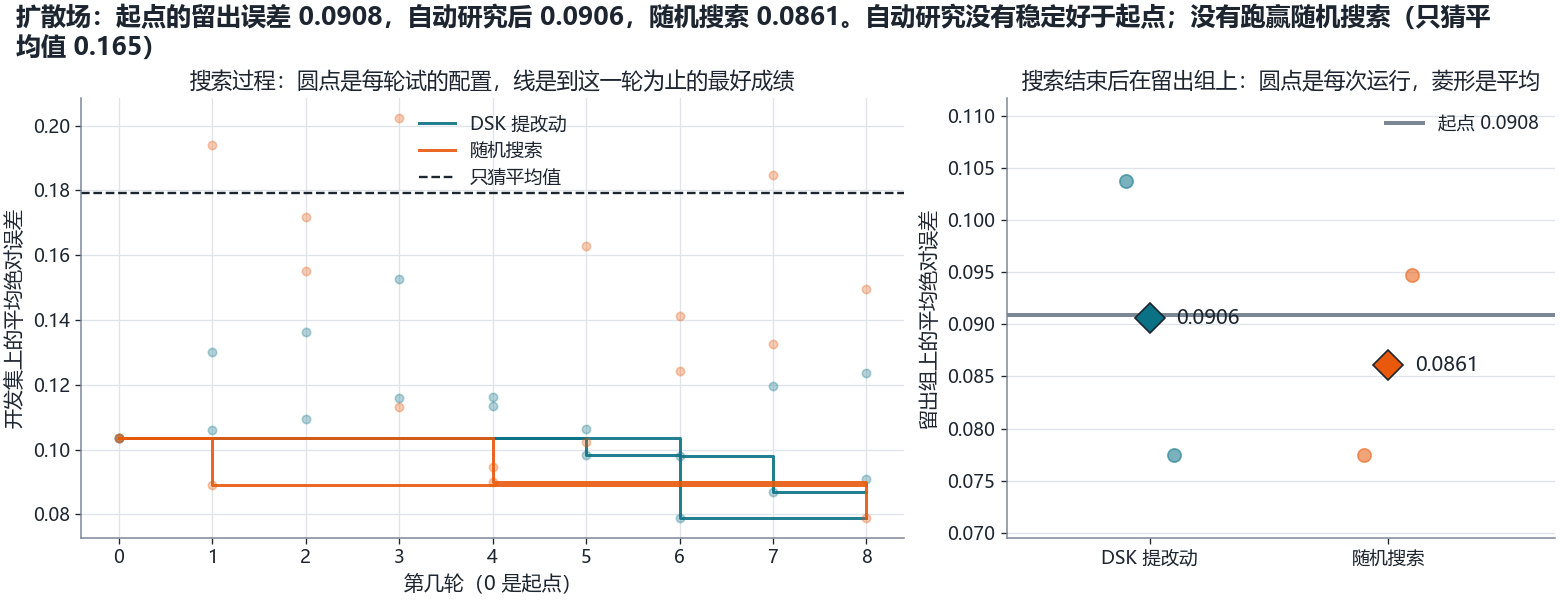 扩散场：起点的留出误差 0.0908，自动研究后 0.0906，随机搜索 0.0861。自动研究没有稳定好于起点；没有跑赢随机搜索（只猜平
均值 0.165）
搜索过程：圆点是每轮试的配置，线是到这一轮为止的最好成绩
开发集上的平均绝对误差
0.20
0.18
0.16
0.14
0.12
0.10
0.08
DSK 提改动
随机搜索
只猜平均值
0
1
2
3
4
5
6
7
8
第几轮（0 是起点）
搜索结束后在留出组上：圆点是每次运行，菱形是平均
留出组上的平均绝对误差
0.110
0.105
0.100
0.095
0.090
0.085
0.080
0.075
0.070
起点 0.0908
0.0906
0.0861
DSK 提改动
随机搜索